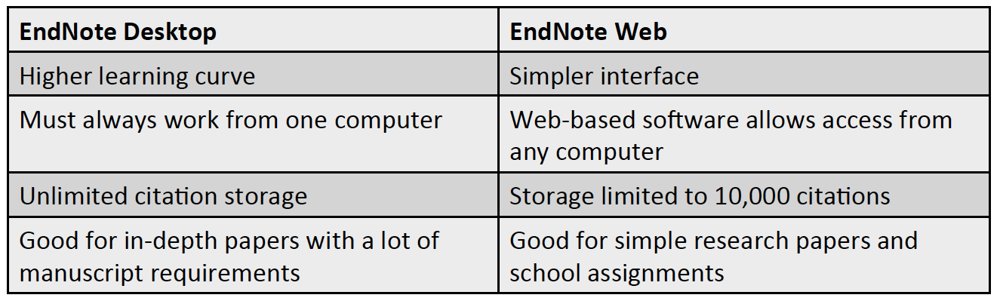 EndNote Desktop
EndNote Web
Higher learning curve
Simpler interface
Must always work from one computer
Web-based software allows access from
any computer
Unlimited citation storage
Storage limited to 10,000 citations
Good for in-depth papers with a lot of
manuscript requirements
Good for simple research papers and
school assignments